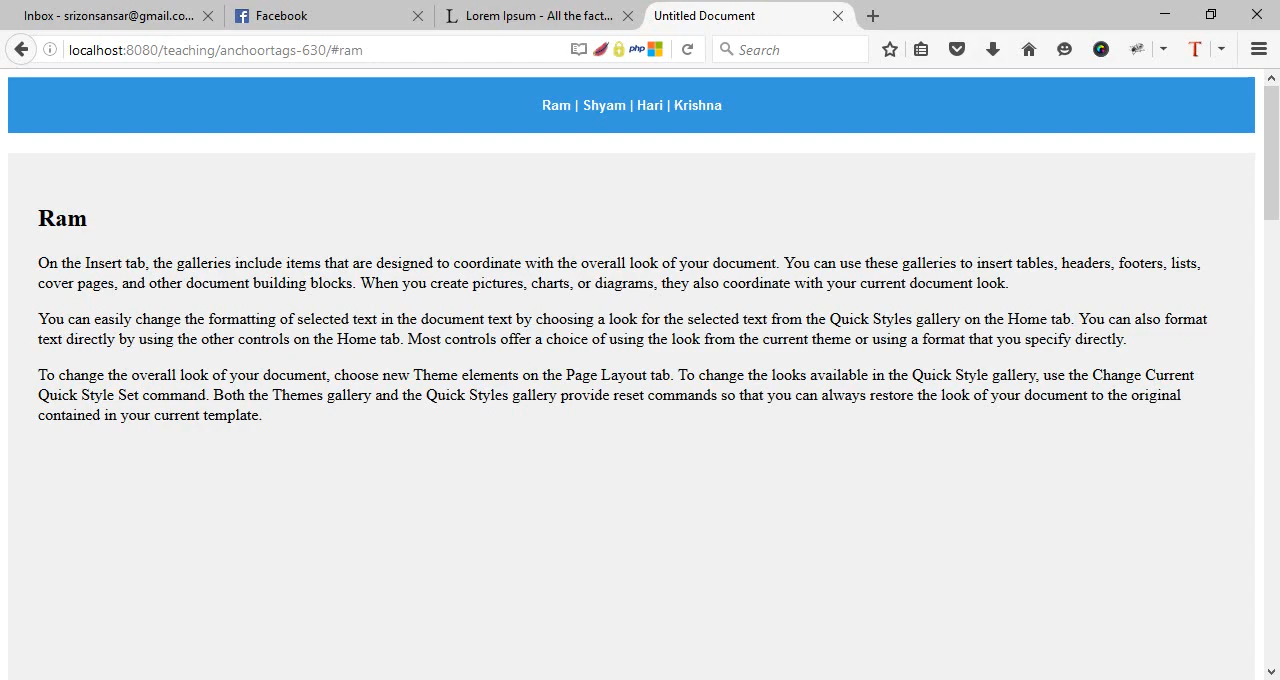 Inbox - srizonsansar@gmail.co...
Facebook
Lorem Ipsum - All the fact...
Untitled Document
localhost:8080/teaching/anchoortags-630/#ram
php
Search
T
Ram | Shyam | Hari | Krishna
Ram
On the Insert tab, the galleries include items that are designed to coordinate with the overall look of your document. You can use these galleries to insert tables, headers, footers, lists,
cover pages, and other document building blocks. When you create pictures, charts, or diagrams, they also coordinate with your current document look.
You can easily change the formatting of selected text in the document text by choosing a look for the selected text from the Quick Styles gallery on the Home tab. You can also format
text directly by using the other controls on the Home tab. Most controls offer a choice of using the look from the current theme or using a format that you specify directly.
To change the overall look of your document, choose new Theme elements on the Page Layout tab. To change the looks available in the Quick Style gallery, use the Change Current
Quick Style Set command. Both the Themes gallery and the Quick Styles gallery provide reset commands so that you can always restore the look of your document to the original
contained in your current template.